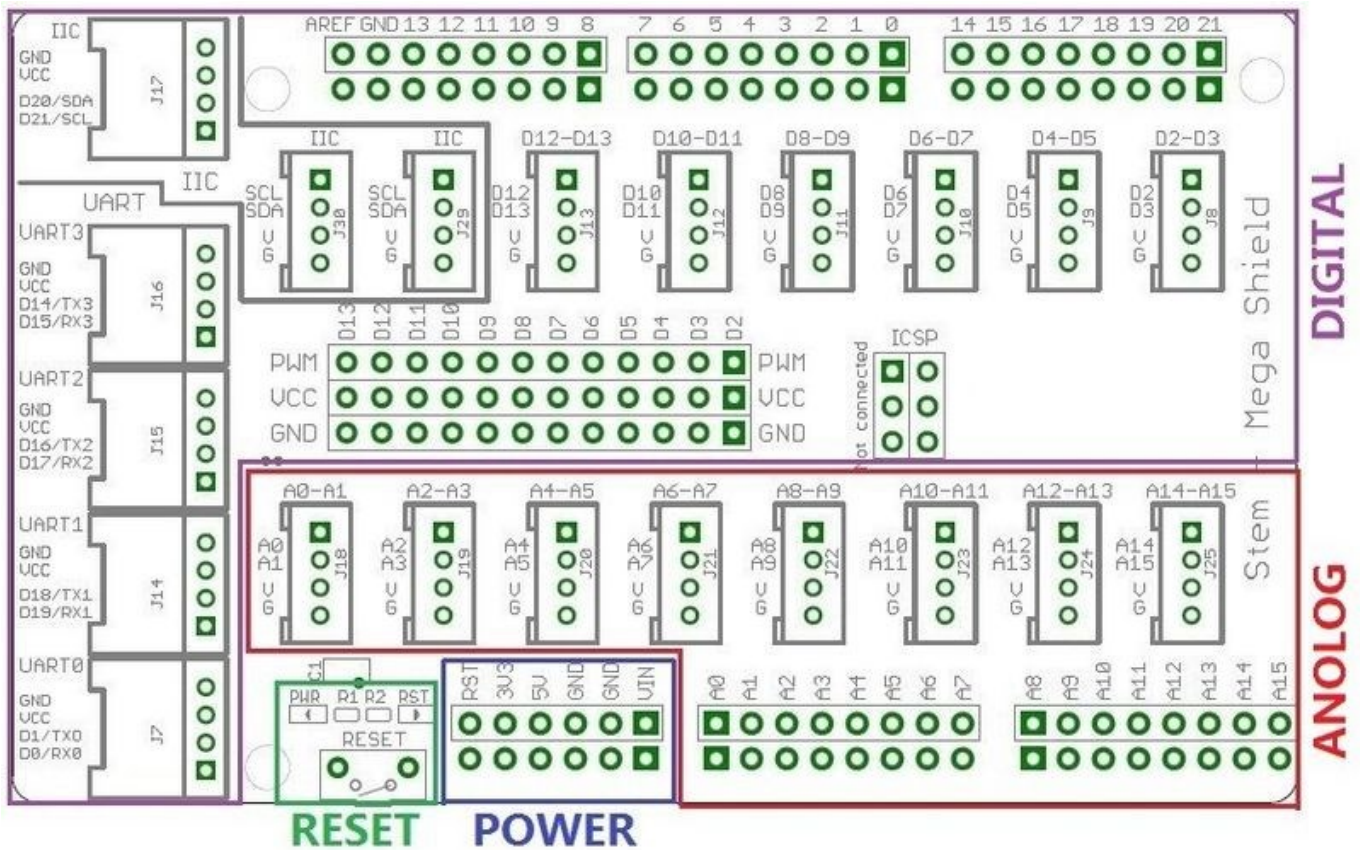 IIC
GND
VCC
D20/SDA
D21/SCL
J17
AREF GND 13 12 11 10 9 8
7 6 5 4 3 2 1 0
14 15 16 17 18 19 20 21
IIC
UART
IIC
SCL
SDA
V
G
J30
IIC
SCL
SDA
V
G
J29
D12-D13
D12
D13
V
G
J13
D10-D11
D10
D11
V
G
J12
D8-D9
D8
D9
V
G
J11
D6-D7
D6
D7
V
G
J10
D4-D5
D4
D5
V
G
J9
D2-D3
D2
D3
V
G
J8
UART3
GND
VCC
D14/TX3
D15/RX3
J16
UART2
GND
VCC
D16/TX2
D17/RX2
J15
UART1
GND
VCC
D18/TX1
D19/RX1
J14
UART0
GND
VCC
D1/TX0
D0/RX0
J7
D13 D12 D11 D10 D9 D8 D7 D6 D5 D4 D3 D2
PWM PWM
VCC VCC
GND GND
ICSP
Not connected
Stem Mega Shield
DIGITAL
A0-A1
A0
A1
V
G
J18
A2-A3
A2
A3
V
G
J19
A4-A5
A4
A5
V
G
J20
A6-A7
A6
A7
V
G
J21
A8-A9
A8
A9
V
G
J22
A10-A11
A10
A11
V
G
J23
A12-A13
A12
A13
V
G
J24
A14-A15
A14
A15
V
G
J25
ANOLOG
C1
PWR R1 R2 RST
RESET
RST 3V3 5V GND GND VIN
A0 A1 A2 A3 A4 A5 A6 A7
A8 A9 A10 A11 A12 A13 A14 A15
RESET
POWER